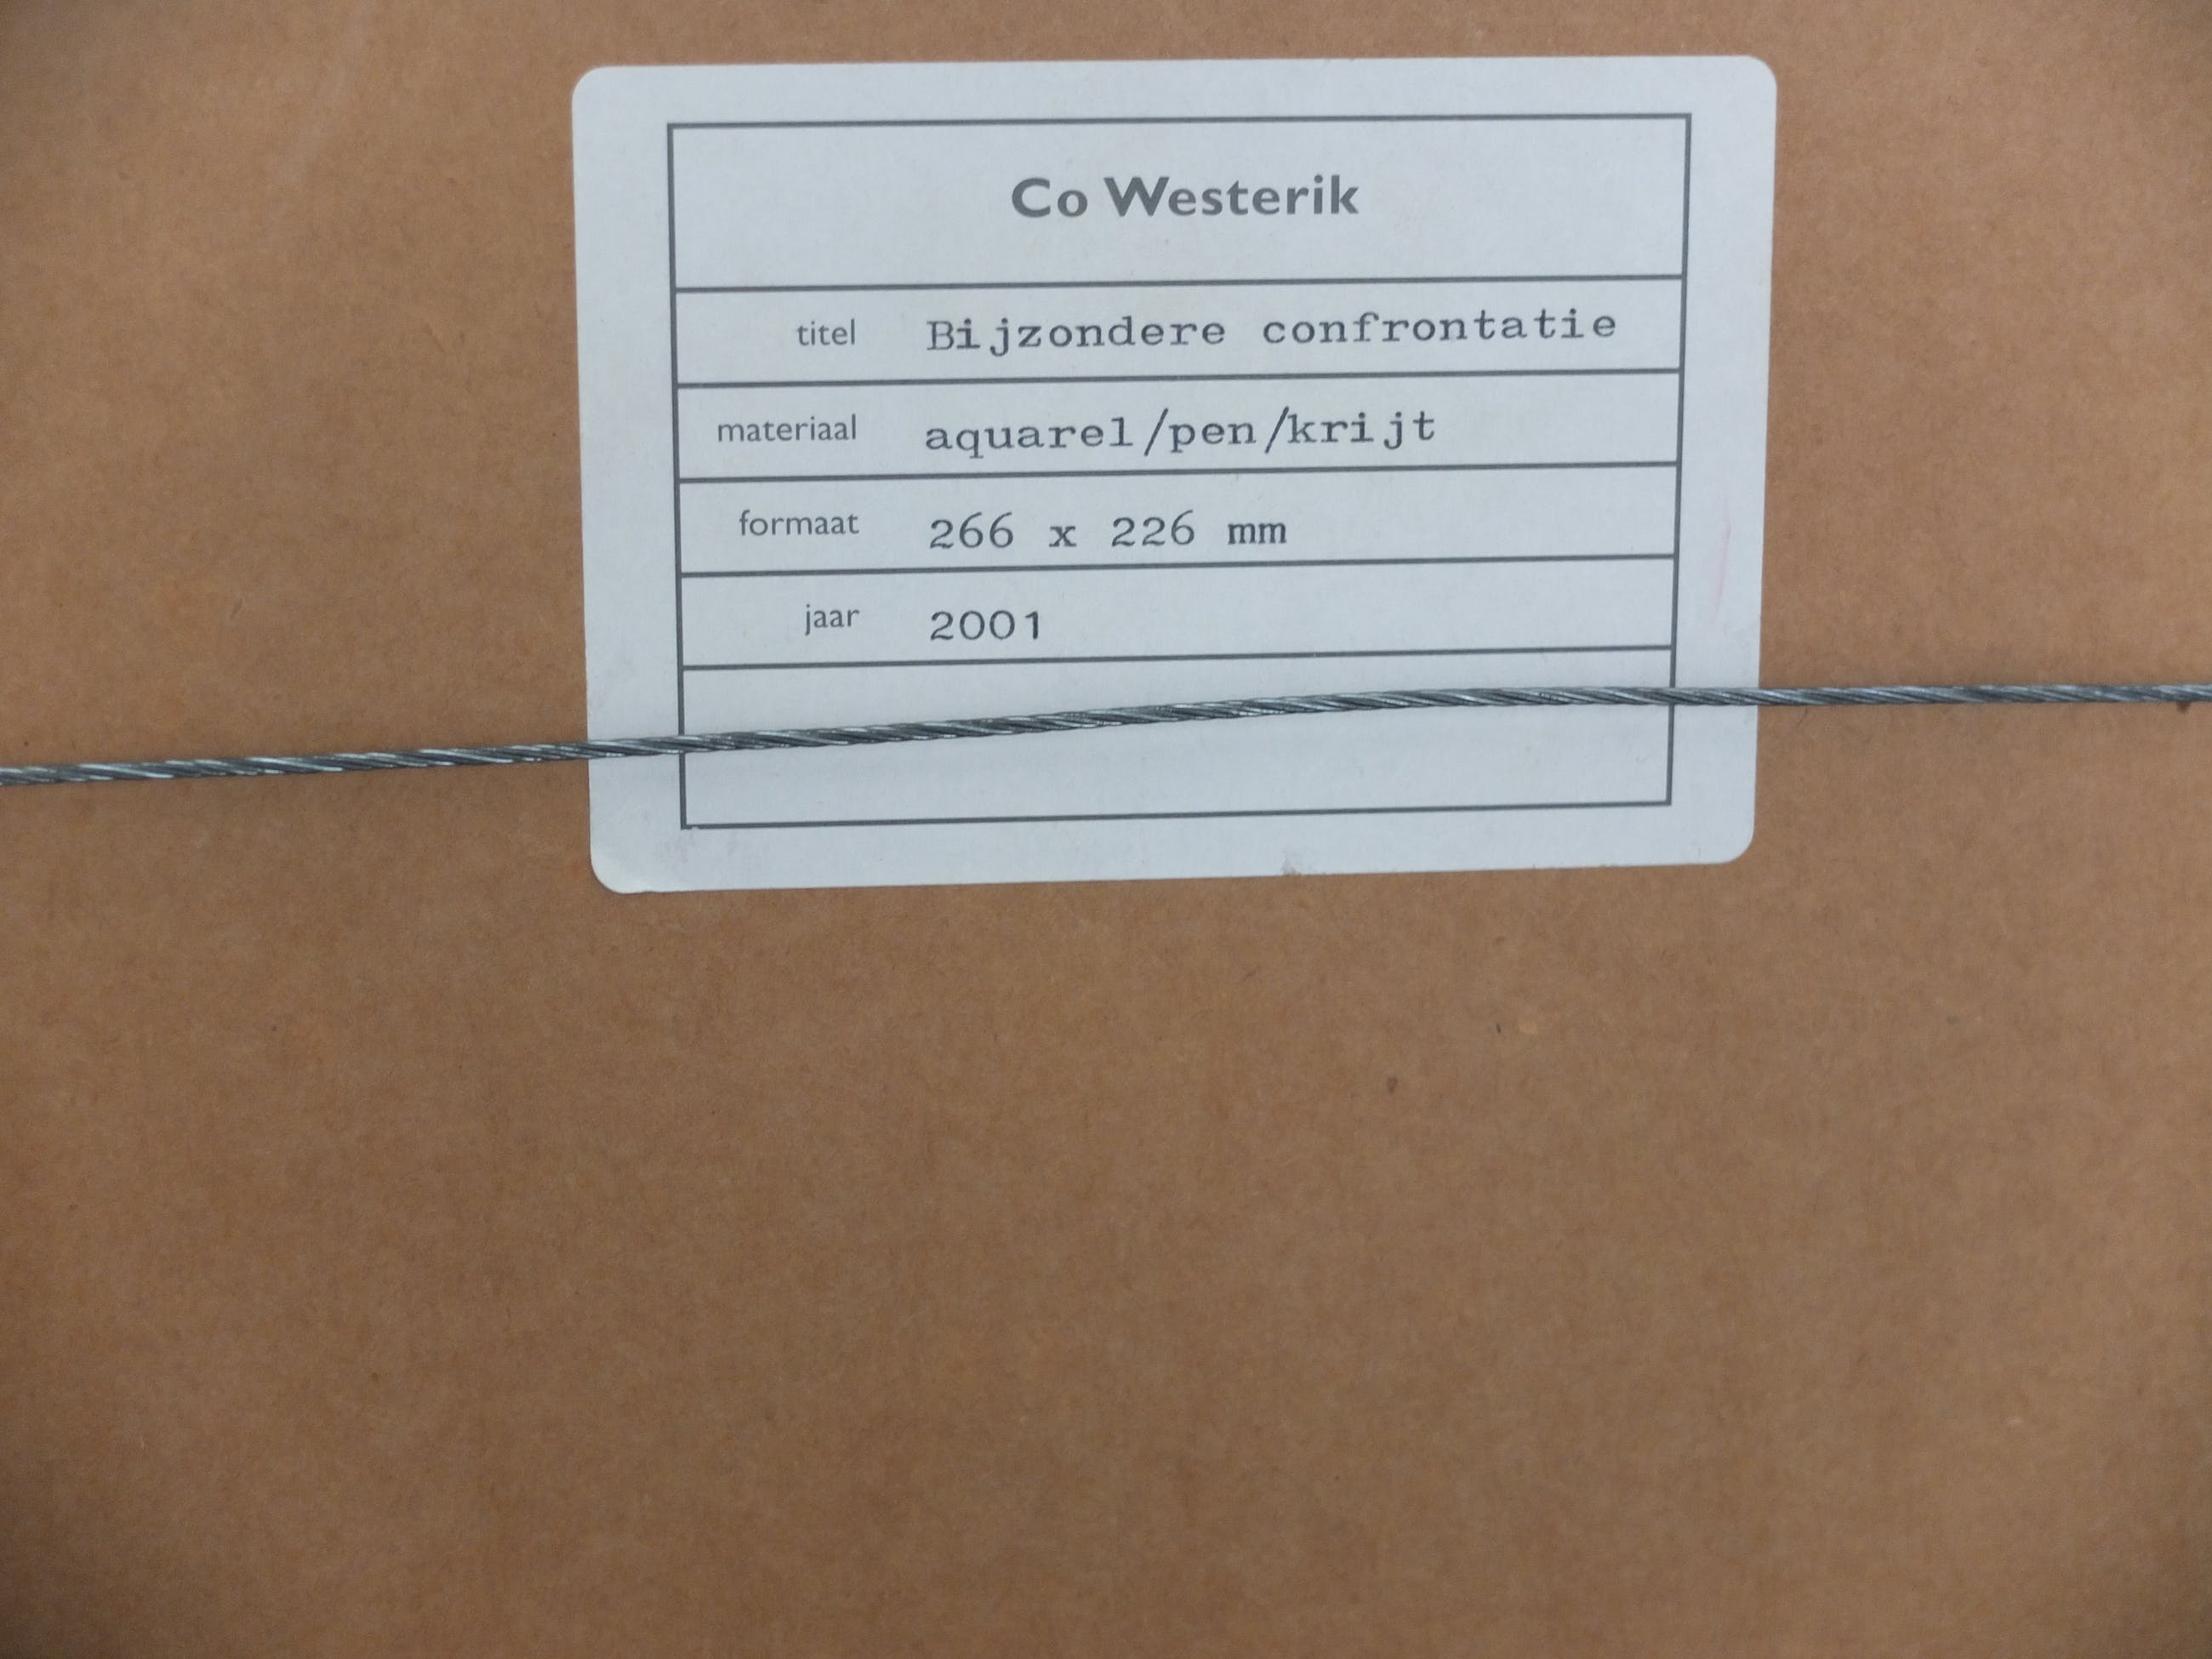 Co Westerik
titel Bijzondere confrontatie
materiaal aquarel/pen/krijt
formaat 266 x 226 mm
jaar 2001